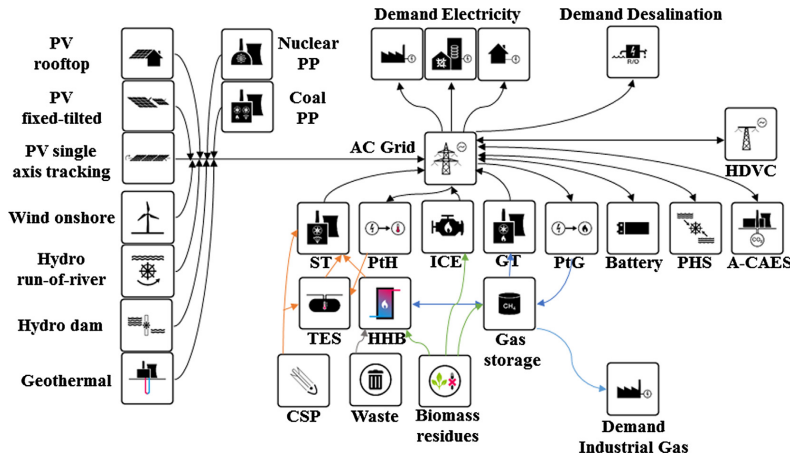 PV
rooftop
PV
fixed-tilted
PV single
axis tracking
Wind onshore
Hydro
run-of-river
Hydro dam
Geothermal
Nuclear
PP
Coal
PP
Demand Electricity
Demand Desalination
R/O
AC Grid
HDVC
ST
PtH
ICE
GT
PtG
Battery
PHS
CO₂
A-CAES
TES
HHB
CH₄
Gas
storage
CSP
Waste
Biomass
residues
Demand
Industrial Gas